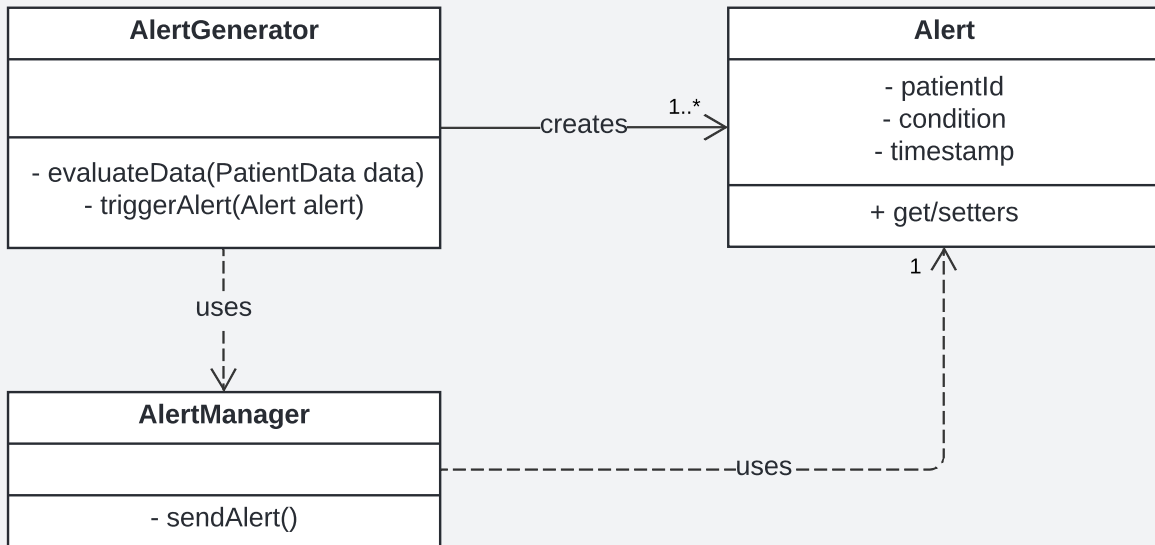 AlertGenerator
- evaluateData(PatientData data)
- triggerAlert(Alert alert)
creates
1..*
Alert
- patientId
- condition
- timestamp
+ get/setters
1
uses
AlertManager
- sendAlert()
uses